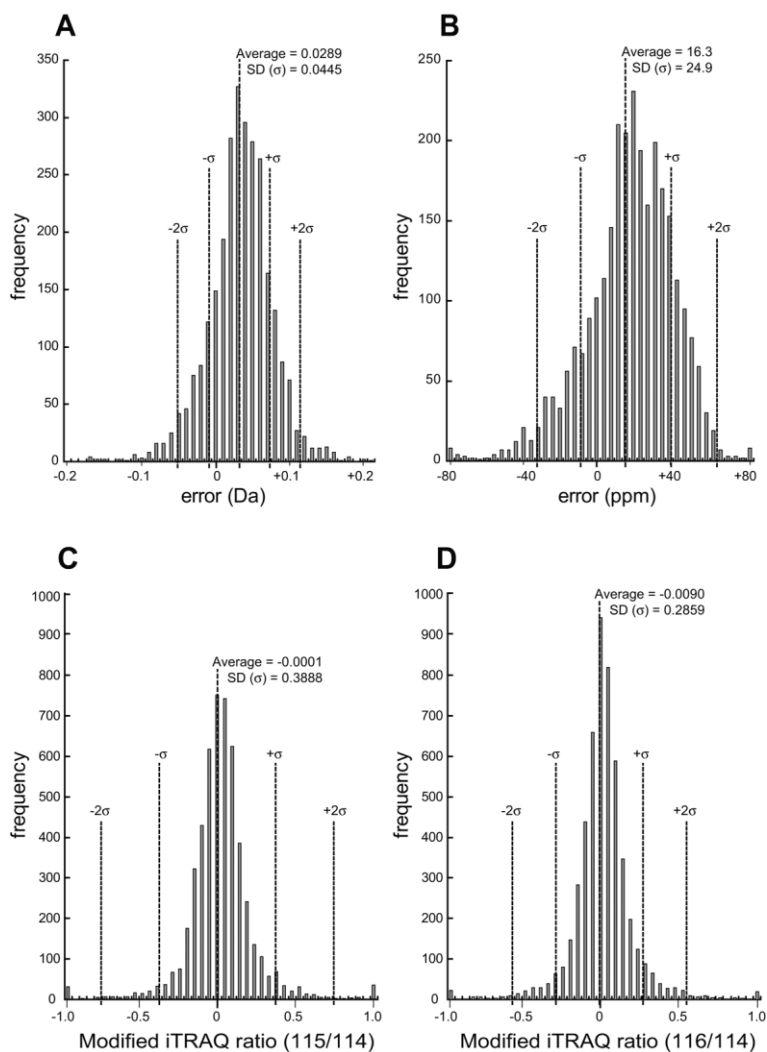 A
Average = 0.0289
SD (σ) = 0.0445
350
300
250
200
150
100
50
0
frequency
-2σ
-σ
+σ
+2σ
-0.2
-0.1
0
+0.1
+0.2
error (Da)
B
Average = 16.3
SD (σ) = 24.9
250
200
150
100
50
0
frequency
-2σ
-σ
+σ
+2σ
-80
-40
0
+40
+80
error (ppm)
C
Average = -0.0001
SD (σ) = 0.3888
1000
900
800
700
600
500
400
300
200
100
0
frequency
-2σ
-σ
+σ
+2σ
-1.0
-0.5
0
0.5
1.0
Modified iTRAQ ratio (115/114)
D
Average = -0.0090
SD (σ) = 0.2859
1000
900
800
700
600
500
400
300
200
100
0
frequency
-2σ
-σ
+σ
+2σ
-1.0
-0.5
0
0.5
1.0
Modified iTRAQ ratio (116/114)